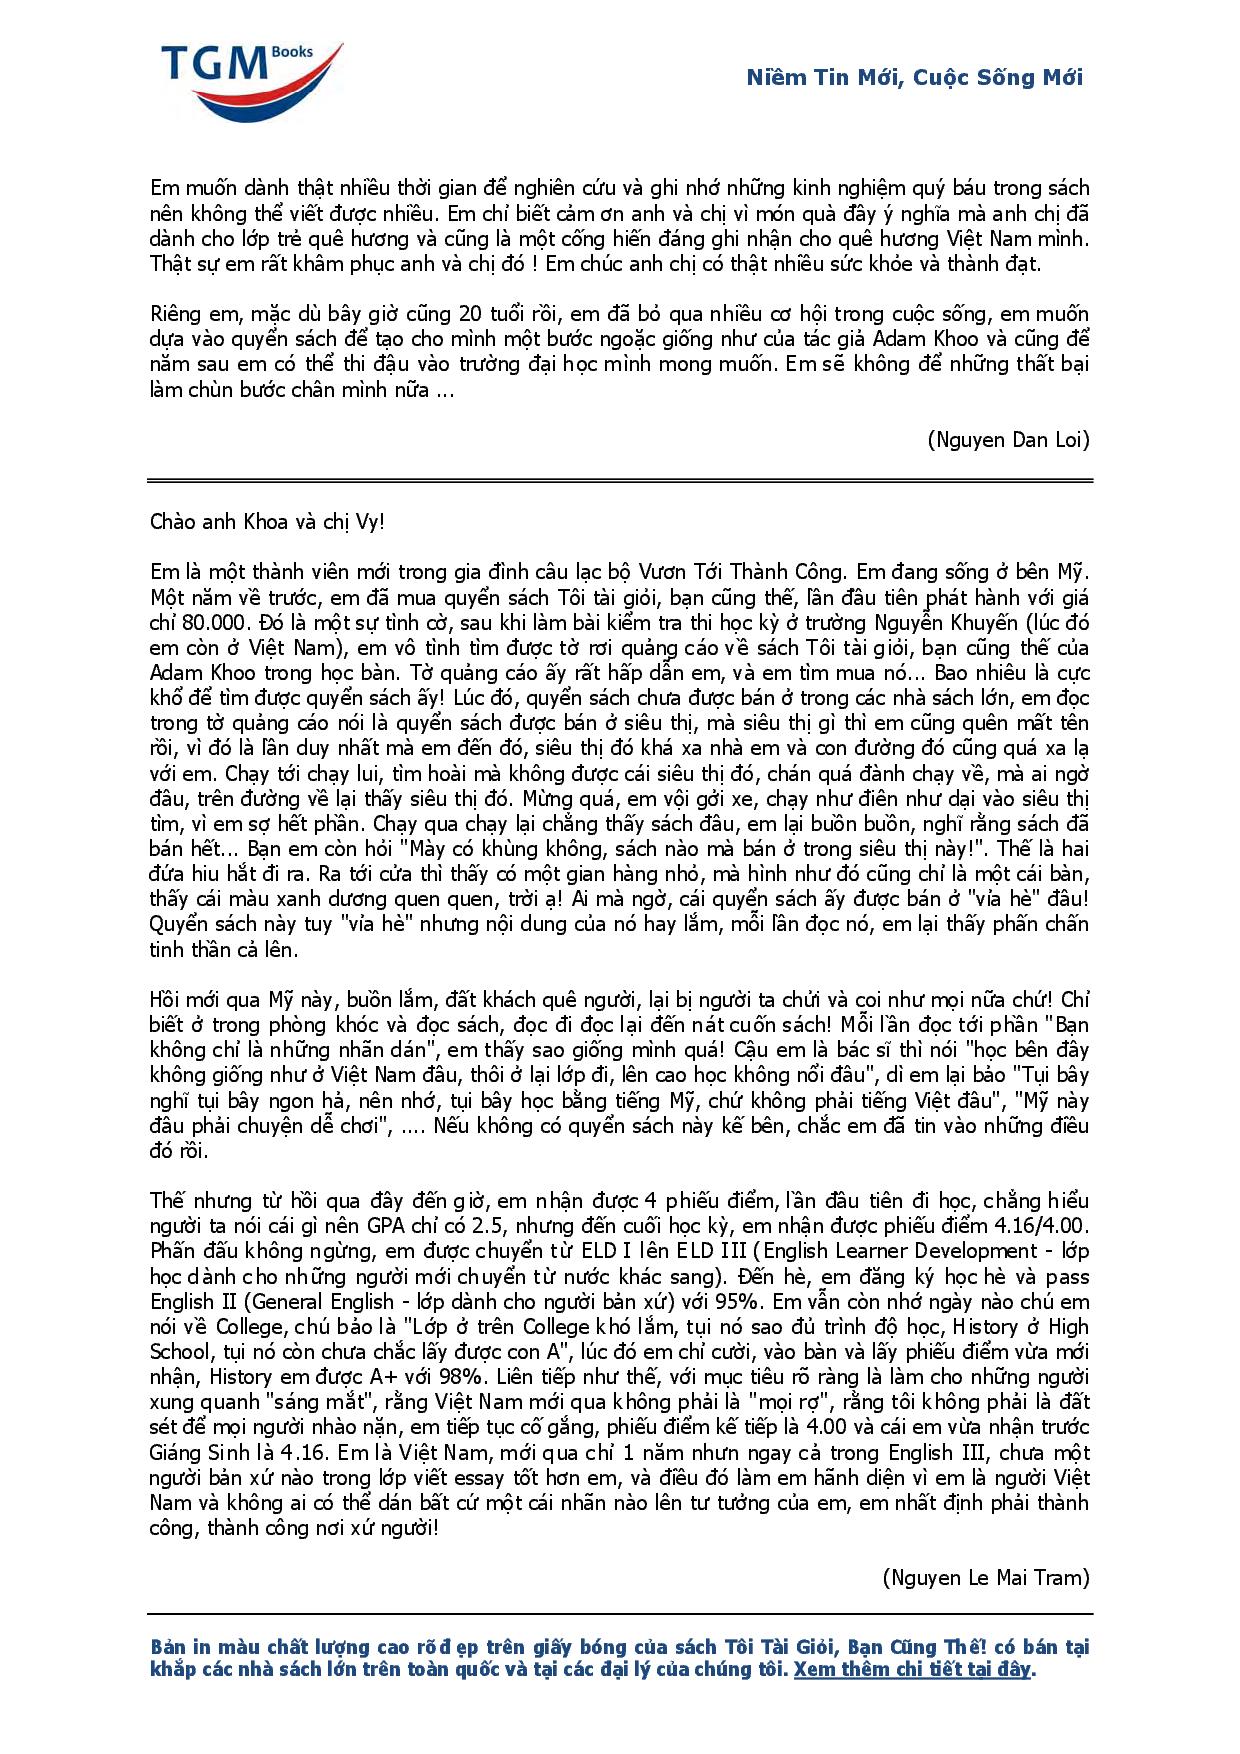 TGM Books
Niềm Tin Mới, Cuộc Sống Mới
Em muốn dành thật nhiều thời gian để nghiên cứu và ghi nhớ những kinh nghiệm quý báu trong sách
nên không thể viết được nhiều. Em chỉ biết cảm ơn anh và chị vì món quà đầy ý nghĩa mà anh chị đã
dành cho lớp trẻ quê hương và cũng là một cống hiến đáng ghi nhận cho quê hương Việt Nam mình.
Thật sự em rất khâm phục anh và chị đó ! Em chúc anh chị có thật nhiều sức khỏe và thành đạt.
Riêng em, mặc dù bây giờ cũng 20 tuổi rồi, em đã bỏ qua nhiều cơ hội trong cuộc sống, em muốn
dựa vào quyển sách để tạo cho mình một bước ngoặc giống như của tác giả Adam Khoo và cũng để
năm sau em có thể thi đậu vào trường đại học mình mong muốn. Em sẽ không để những thất bại
làm chùn bước chân mình nữa ...
(Nguyen Dan Loi)
Chào anh Khoa và chị Vy!
Em là một thành viên mới trong gia đình câu lạc bộ Vươn Tới Thành Công. Em đang sống ở bên Mỹ.
Một năm về trước, em đã mua quyển sách Tôi tài giỏi, bạn cũng thế, lần đầu tiên phát hành với giá
chỉ 80.000. Đó là một sự tình cờ, sau khi làm bài kiểm tra thi học kỳ ở trường Nguyễn Khuyến (lúc đó
em còn ở Việt Nam), em vô tình tìm được tờ rơi quảng cáo về sách Tôi tài giỏi, bạn cũng thế của
Adam Khoo trong học bàn. Tờ quảng cáo ấy rất hấp dẫn em, và em tìm mua nó... Bao nhiêu là cực
khổ để tìm được quyển sách ấy! Lúc đó, quyển sách chưa được bán ở trong các nhà sách lớn, em đọc
trong tờ quảng cáo nói là quyển sách được bán ở siêu thị, mà siêu thị gì thì em cũng quên mất tên
rồi, vì đó là lần duy nhất mà em đến đó, siêu thị đó khá xa nhà em và con đường đó cũng quá xa lạ
với em. Chạy tới chạy lui, tìm hoài mà không được cái siêu thị đó, chán quá đành chạy về, mà ai ngờ
đâu, trên đường về lại thấy siêu thị đó. Mừng quá, em vội gởi xe, chạy như điên như dại vào siêu thị
tìm, vì em sợ hết phần. Chạy qua chạy lại chẳng thấy sách đâu, em lại buồn buồn, nghĩ rằng sách đã
bán hết... Bạn em còn hỏi "Mày có khùng không, sách nào mà bán ở trong siêu thị này!". Thế là hai
đứa hiu hắt đi ra. Ra tới cửa thì thấy có một gian hàng nhỏ, mà hình như đó cũng chỉ là một cái bàn,
thấy cái màu xanh dương quen quen, trời ạ! Ai mà ngờ, cái quyển sách ấy được bán ở "vỉa hè" đâu!
Quyển sách này tuy "vỉa hè" nhưng nội dung của nó hay lắm, mỗi lần đọc nó, em lại thấy phấn chấn
tinh thần cả lên.
Hồi mới qua Mỹ này, buồn lắm, đất khách quê người, lại bị người ta chửi và coi như mọi nữa chứ! Chỉ
biết ở trong phòng khóc và đọc sách, đọc đi đọc lại đến nát cuốn sách! Mỗi lần đọc tới phần "Bạn
không chỉ là những nhãn dán", em thấy sao giống mình quá! Cậu em là bác sĩ thì nói "học bên đây
không giống như ở Việt Nam đâu, thôi ở lại lớp đi, lên cao học không nổi đâu", dì em lại bảo "Tụi bây
nghĩ tụi bây ngon hả, nên nhớ, tụi bây học bằng tiếng Mỹ, chứ không phải tiếng Việt đâu", "Mỹ này
đâu phải chuyện dễ chơi", .... Nếu không có quyển sách này kế bên, chắc em đã tin vào những điều
đó rồi.
Thế nhưng từ hồi qua đây đến giờ, em nhận được 4 phiếu điểm, lần đầu tiên đi học, chẳng hiểu
người ta nói cái gì nên GPA chỉ có 2.5, nhưng đến cuối học kỳ, em nhận được phiếu điểm 4.16/4.00.
Phấn đấu không ngừng, em được chuyển từ ELD I lên ELD III (English Learner Development - lớp
học dành cho những người mới chuyển từ nước khác sang). Đến hè, em đăng ký học hè và pass
English II (General English - lớp dành cho người bản xứ) với 95%. Em vẫn còn nhớ ngày nào chú em
nói về College, chú bảo là "Lớp ở trên College khó lắm, tụi nó sao đủ trình độ học, History ở High
School, tụi nó còn chưa chắc lấy được con A", lúc đó em chỉ cười, vào bàn và lấy phiếu điểm vừa mới
nhận, History em được A+ với 98%. Liên tiếp như thế, với mục tiêu rõ ràng là làm cho những người
xung quanh "sáng mắt", rằng Việt Nam mới qua không phải là "mọi rợ", rằng tôi không phải là đất
sét để mọi người nhào nặn, em tiếp tục cố gắng, phiếu điểm kế tiếp là 4.00 và cái em vừa nhận trước
Giáng Sinh là 4.16. Em là Việt Nam, mới qua chỉ 1 năm nhưn ngay cả trong English III, chưa một
người bản xứ nào trong lớp viết essay tốt hơn em, và điều đó làm em hãnh diện vì em là người Việt
Nam và không ai có thể dán bất cứ một cái nhãn nào lên tư tưởng của em, em nhất định phải thành
công, thành công nơi xứ người!
(Nguyen Le Mai Tram)
Bản in màu chất lượng cao rõ đẹp trên giấy bóng của sách Tôi Tài Giỏi, Bạn Cũng Thế! có bán tại
khắp các nhà sách lớn trên toàn quốc và tại các đại lý của chúng tôi. Xem thêm chi tiết tại đây.